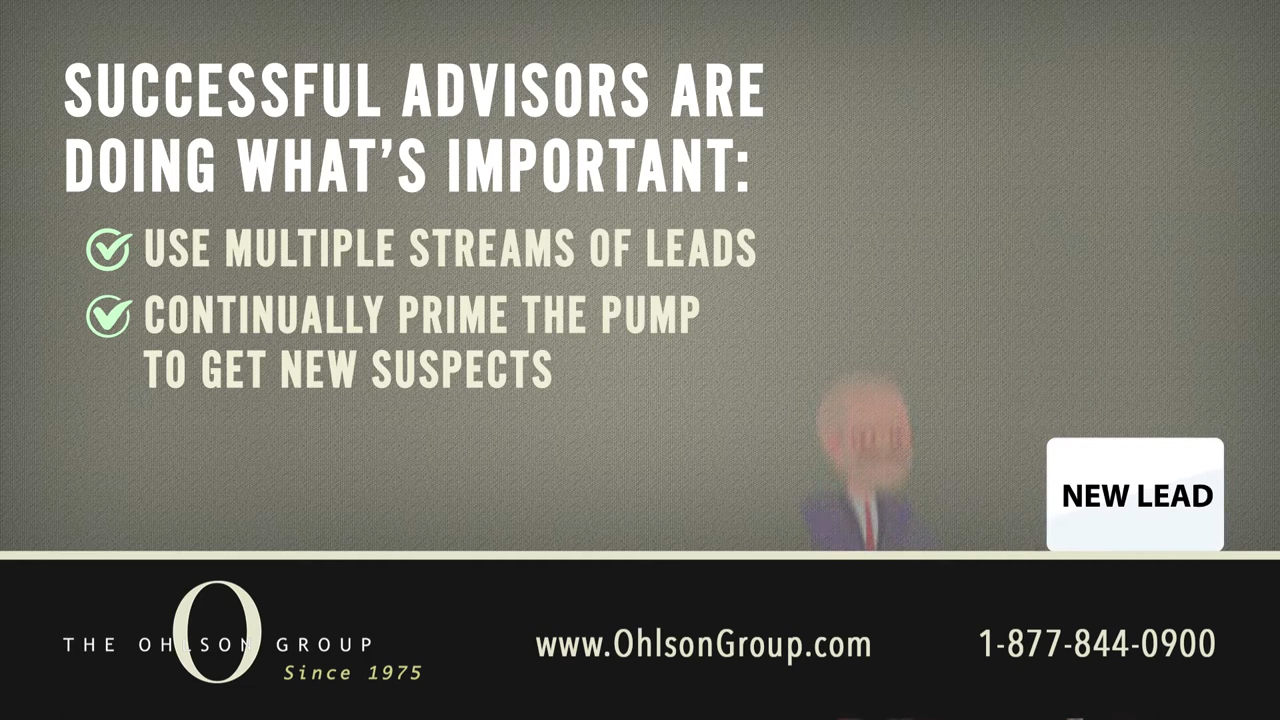 SUCCESSFUL ADVISORS ARE
DOING WHAT'S IMPORTANT:
USE MULTIPLE STREAMS OF LEADS
CONTINUALLY PRIME THE PUMP
TO GET NEW SUSPECTS
NEW LEAD
THE OHLSON GROUP
Since 1975
www.OhlsonGroup.com
1-877-844-0900